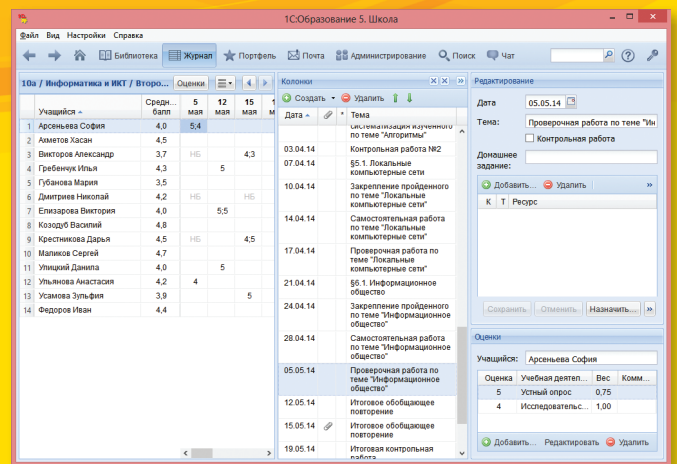 1С:Образование 5. Школа
Файл Вид Настройки Справка
Библиотека Журнал Портфель Почта Администрирование Поиск Чат
10а / Информатика и ИКТ / Второ... Оценки
Учащийся Средн... балл 5 мая 12 мая 15 мая
1 Арсеньева София 4,0 5;4
2 Ахметов Хасан 4,5
3 Викторов Александр 3,7 НБ 4;3
4 Гребенчук Илья 4,3 5
5 Губанова Мария 3,5
6 Дмитриев Николай 4,2 НБ НБ
7 Елизарова Виктория 4,0 5;5
8 Козодуб Василий 4,8
9 Крестникова Дарья 4,5 НБ 4;5
10 Маликов Сергей 4,7
11 Улицкий Данила 4,0 5
12 Ульянова Анастасия 4,2 4
13 Усамова Зульфия 3,9 5
14 Федоров Иван 4,4
Колонки
Создать Удалить
Дата * Тема
систематизация изученного
по теме "Алгоритмы"
03.04.14 Контрольная работа №2
07.04.14 §5.1. Локальные
компьютерные сети
10.04.14 Закрепление пройденного
по теме "Локальные
компьютерные сети"
14.04.14 Самостоятельная работа
по теме "Локальные
компьютерные сети"
17.04.14 Проверочная работа по
теме "Локальные
компьютерные сети"
21.04.14 §6.1. Информационное
общество
24.04.14 Закрепление пройденного
по теме "Информационное
общество"
28.04.14 Самостоятельная работа
по теме "Информационное
общество"
05.05.14 Проверочная работа по
теме "Информационное
общество"
12.05.14 Итоговое обобщающее
повторение
15.05.14 Итоговое обобщающее
повторение
19.05.14 Итоговая контрольная
работа
Редактирование
Дата 05.05.14
Тема: Проверочная работа по теме "Ин
Контрольная работа
Домашнее
задание:
Добавить... Удалить »
К Т Ресурс
Сохранить Отменить Назначить... »
Оценки
Учащийся: Арсеньева София
Оценка Учебная деятел... Вес Комм...
5 Устный опрос 0,75
4 Исследовательс... 1,00
Добавить... Редактировать Удалить